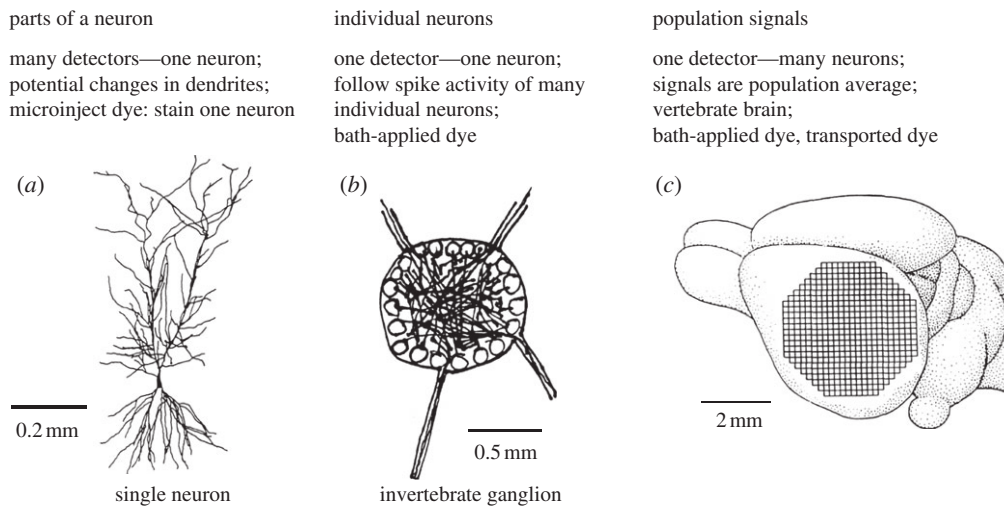 parts of a neuron
many detectors—one neuron;
potential changes in dendrites;
microinject dye: stain one neuron
individual neurons
one detector—one neuron;
follow spike activity of many
individual neurons;
bath-applied dye
population signals
one detector—many neurons;
signals are population average;
vertebrate brain;
bath-applied dye, transported dye
(a)
0.2 mm
single neuron
(b)
0.5 mm
invertebrate ganglion
(c)
2 mm